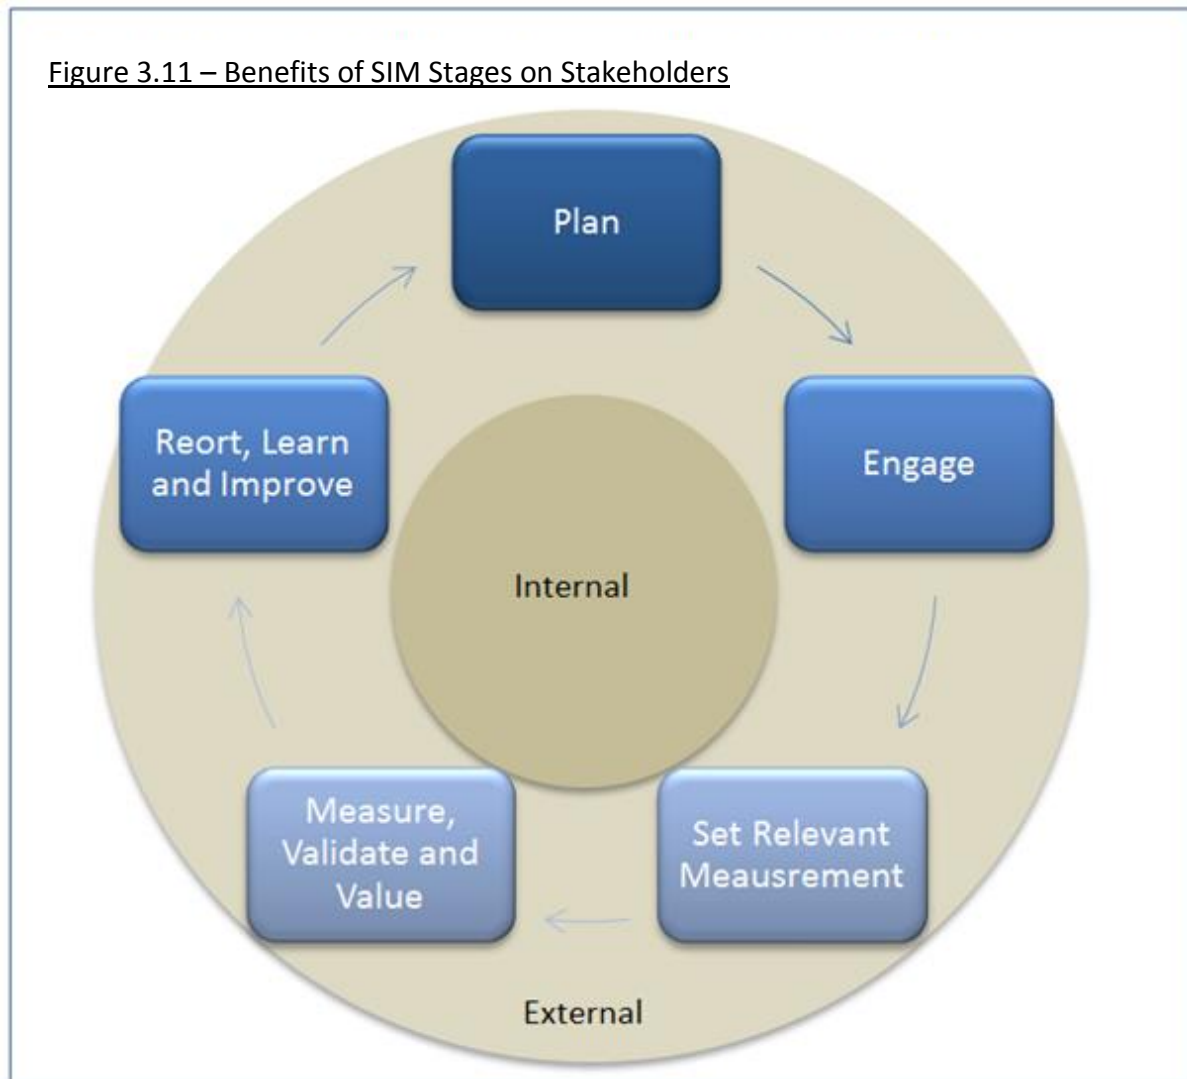 Figure 3.11 – Benefits of SIM Stages on Stakeholders
Plan
Engage
Set Relevant
Meausrement
Measure,
Validate and
Value
Reort, Learn
and Improve
Internal
External